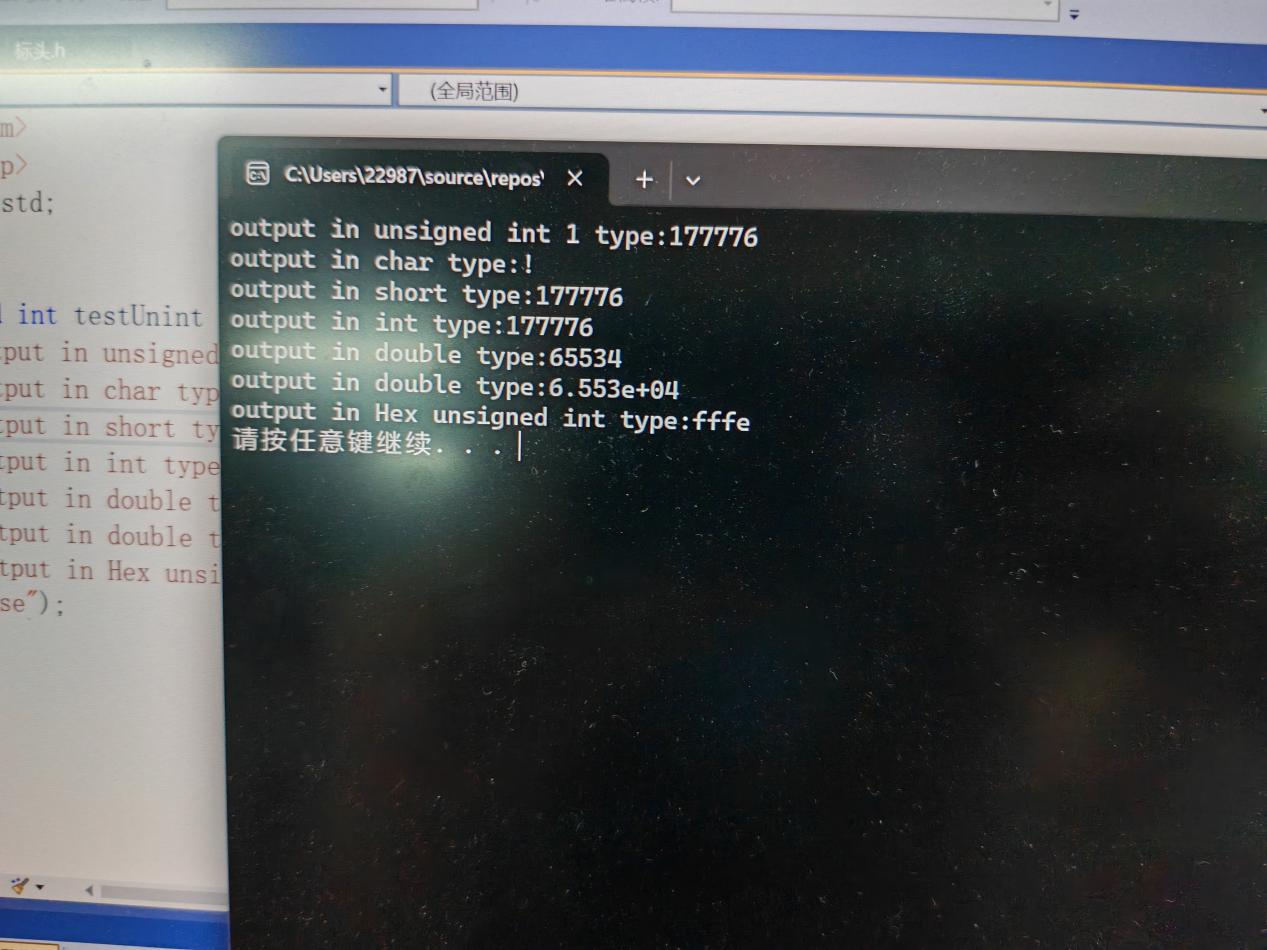 标头.h
(全局范围)
m>
p>
std;
int testUnint
tput in unsigned
tput in char typ
tput in short ty
tput in int type
tput in double t
tput in double t
tput in Hex unsi
se");
C:\Users\22987\source\repos\
output in unsigned int 1 type:177776
output in char type:!
output in short type:177776
output in int type:177776
output in double type:65534
output in double type:6.553e+04
output in Hex unsigned int type:fffe
请按任意键继续. . .